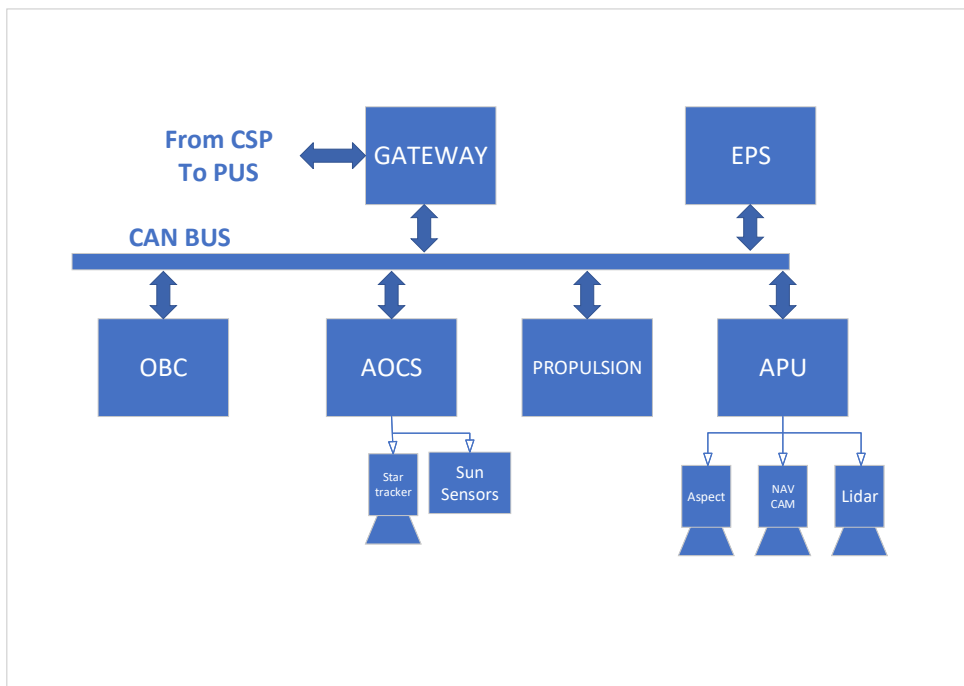 From CSP
To PUS
GATEWAY
EPS
CAN BUS
OBC
AOCS
PROPULSION
APU
Star
tracker
Sun
Sensors
Aspect
NAV
CAM
Lidar